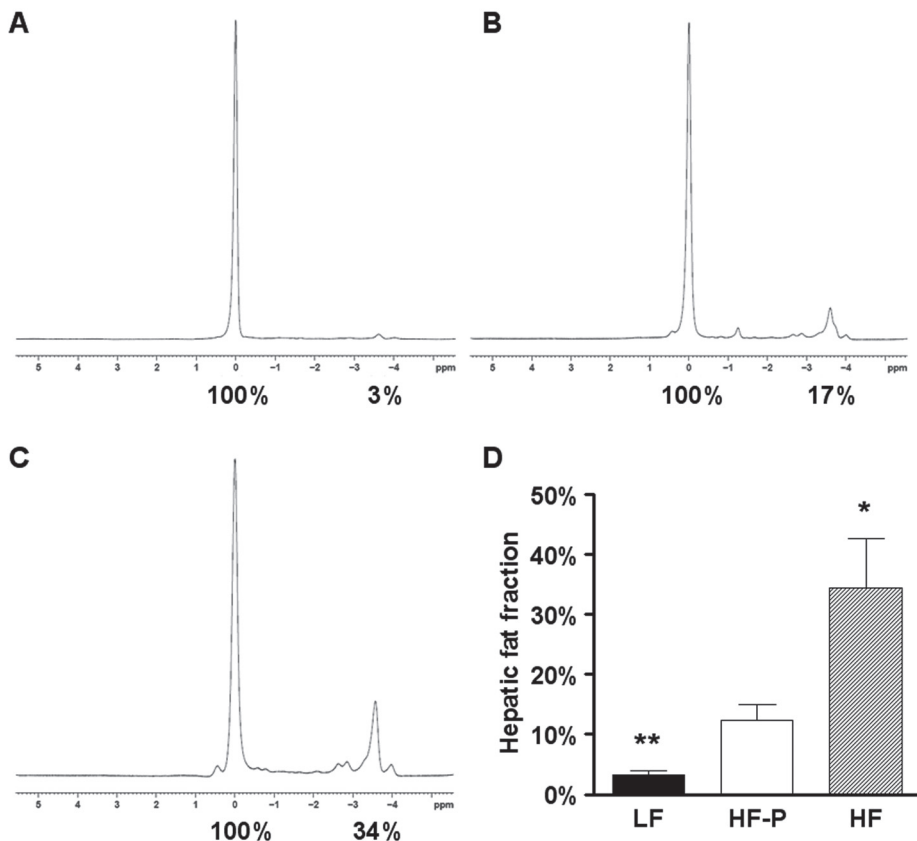 A
5 4 3 2 1 0 −1 −2 −3 −4 ppm
100% 3%
B
5 4 3 2 1 0 −1 −2 −3 −4 ppm
100% 17%
C
5 4 3 2 1 0 −1 −2 −3 −4 ppm
100% 34%
D
Hepatic fat fraction
50%
40%
30%
20%
10%
0%
**
*
LF HF-P HF